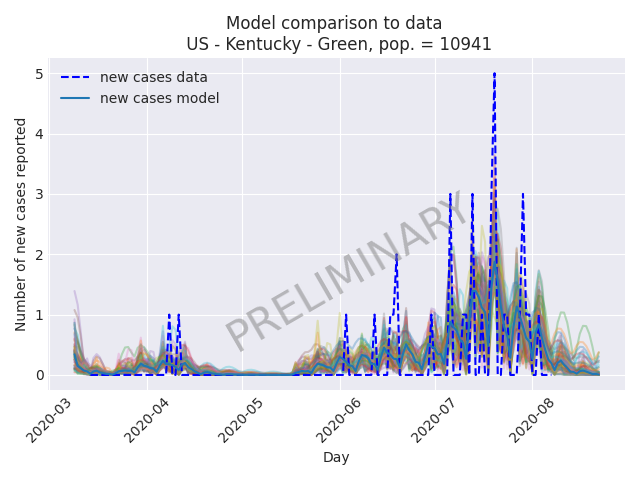 Model comparison to data
US - Kentucky - Green, pop. = 10941
new cases data
new cases model
Number of new cases reported
5
4
3
2
1
0
PRELIMINARY
2020-03
2020-04
2020-05
2020-06
2020-07
2020-08
Day